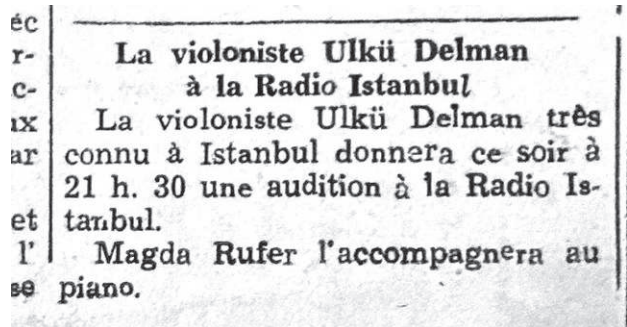 éc
r-
c-
ux
ar
et
l'
se
La violoniste Ulkü Delman
à la Radio Istanbul
La violoniste Ulkü Delman très
connu à Istanbul donnera ce soir à
21 h. 30 une audition à la Radio Is-
tanbul.
Magda Rufer l'accompagnera au
piano.